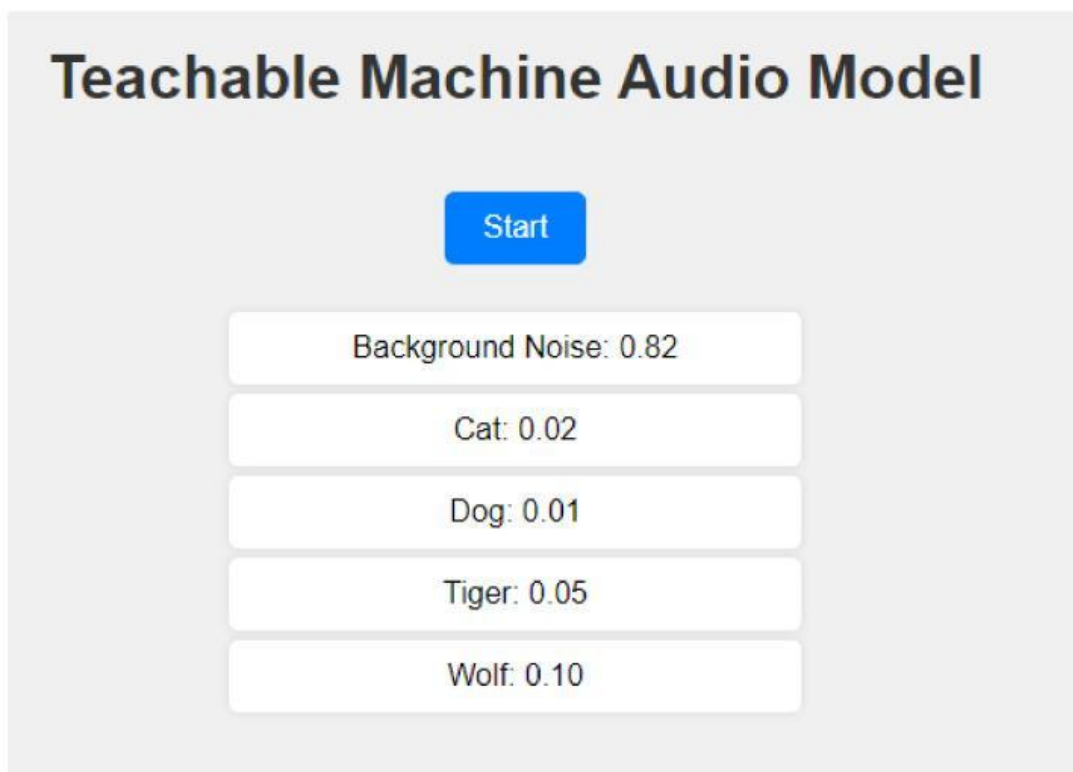 Teachable Machine Audio Model
Start
Background Noise: 0.82
Cat: 0.02
Dog: 0.01
Tiger: 0.05
Wolf: 0.10